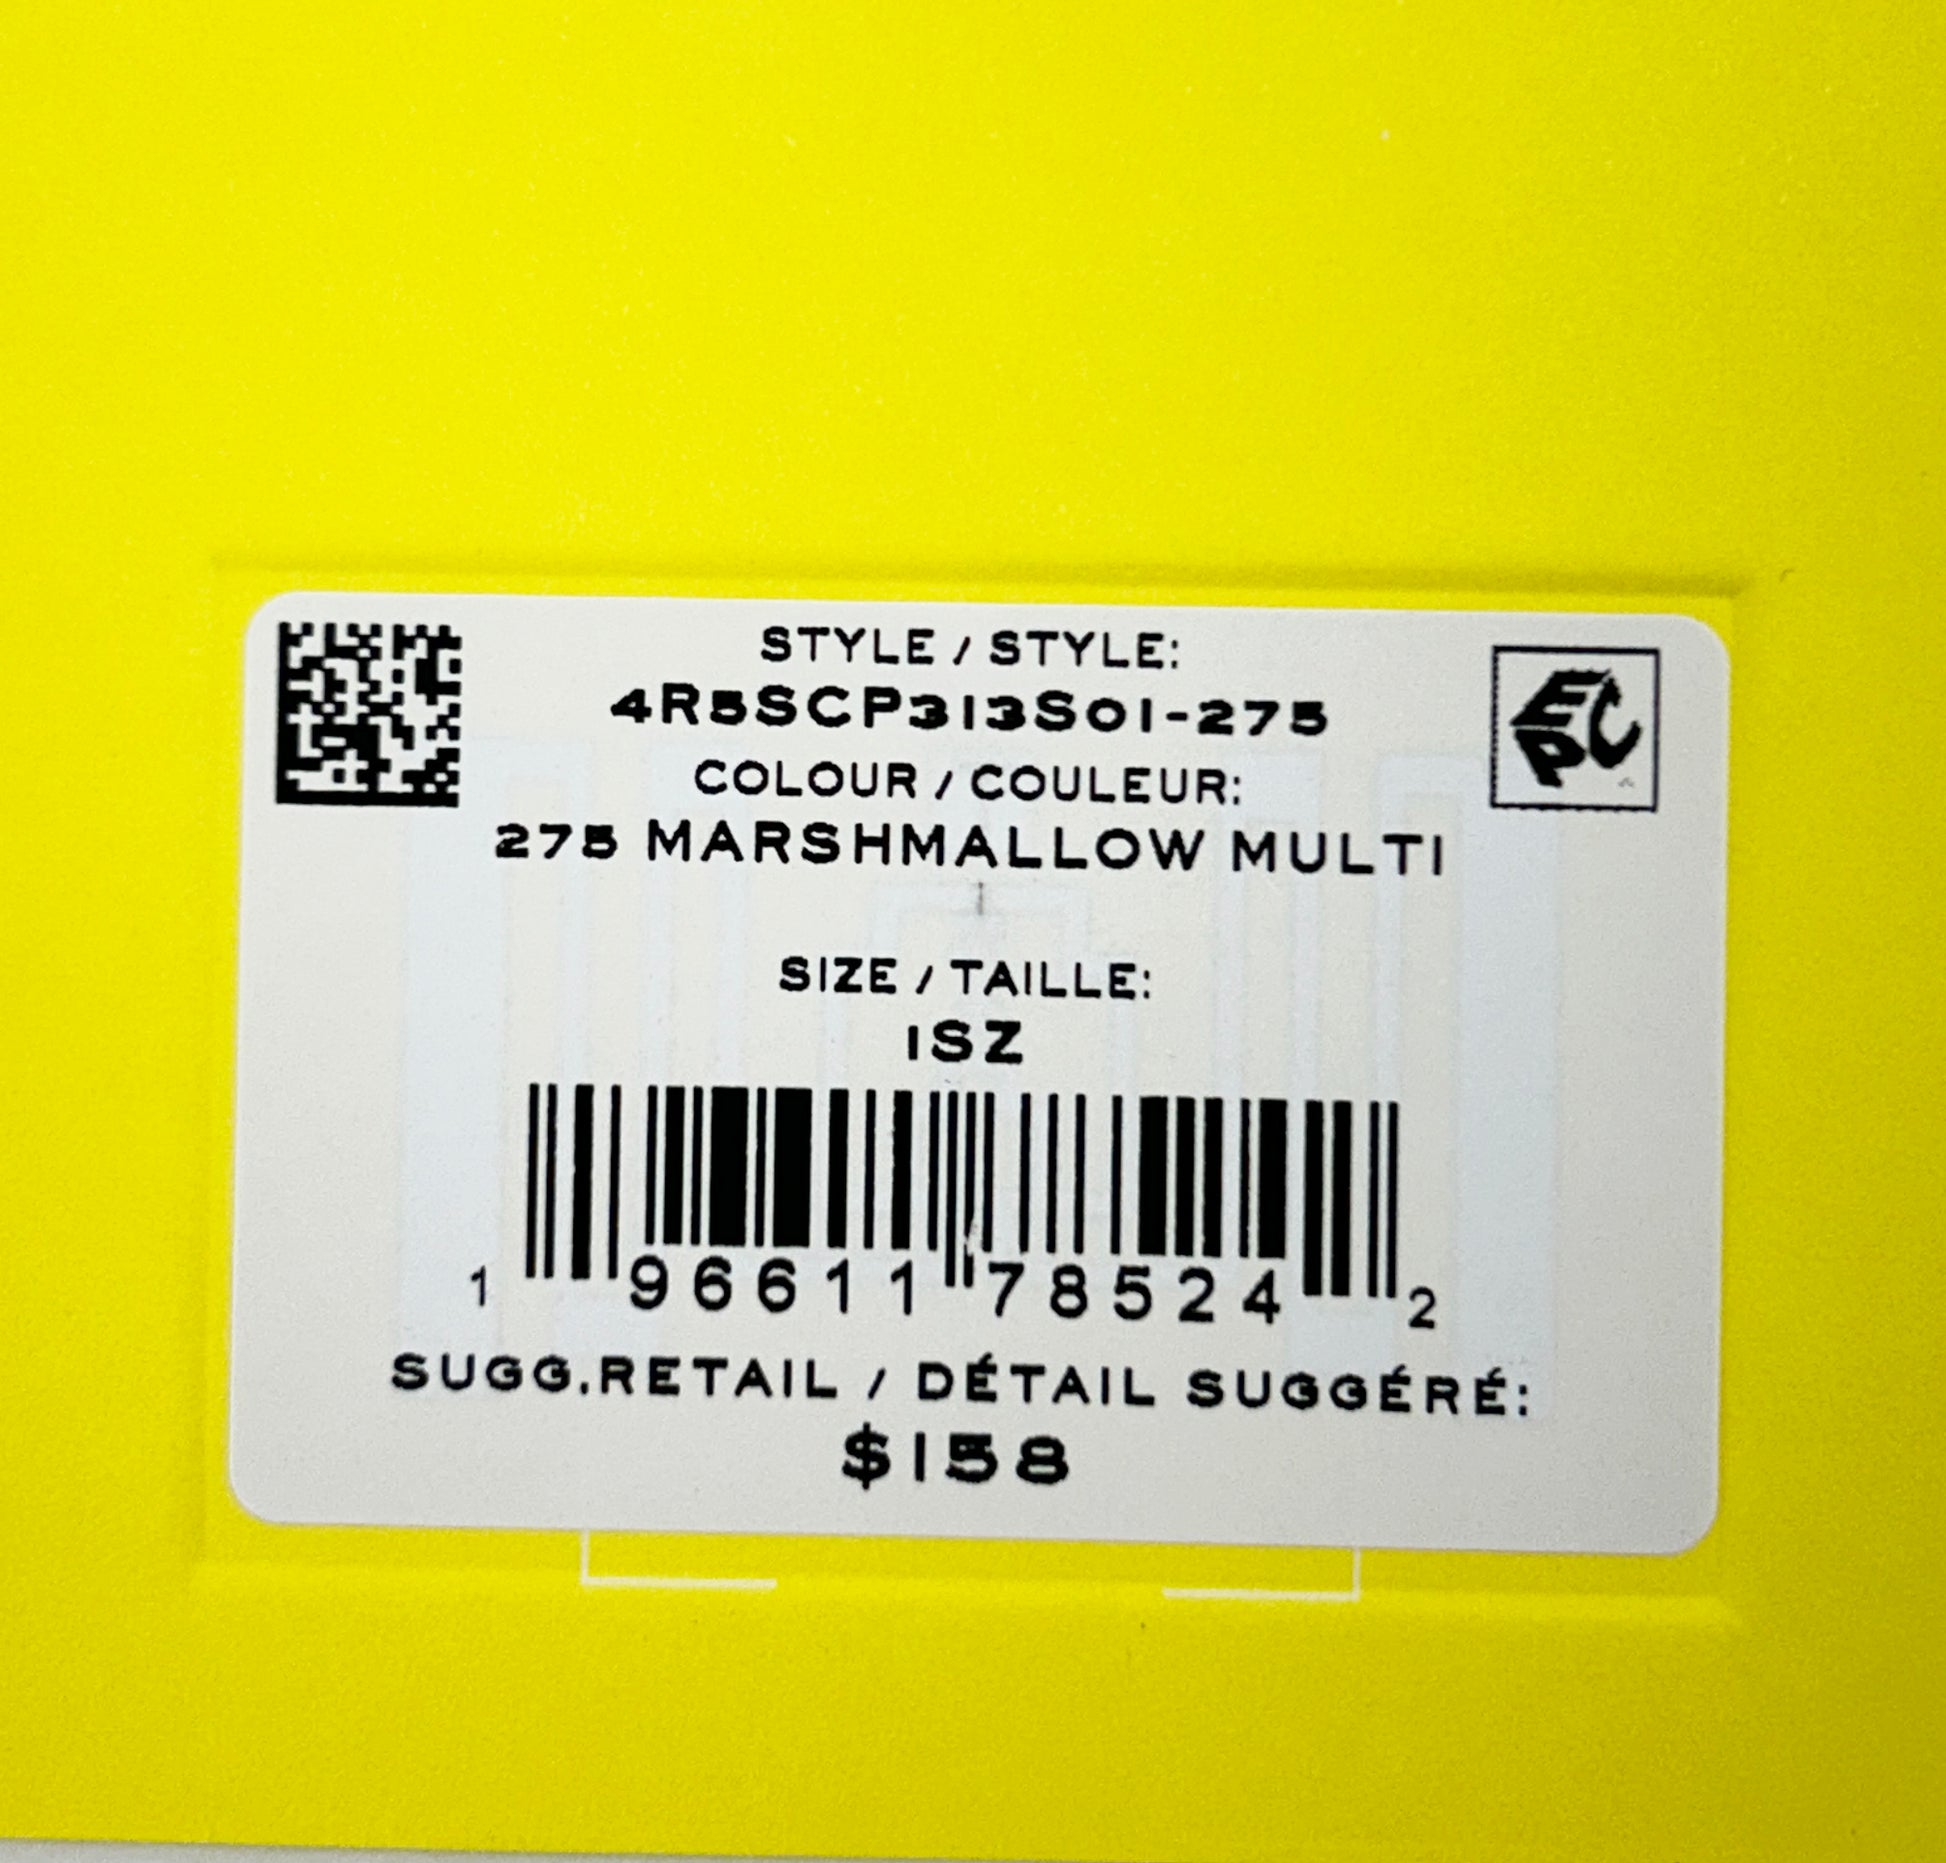 STYLE / STYLE:
4R5SCP313S01-275
EPC
COLOUR / COULEUR:
275 MARSHMALLOW MULTI
SIZE / TAILLE:
1SZ
1 96611 78524 2
SUGG.RETAIL / DÉTAIL SUGGÉRÉ:
$158